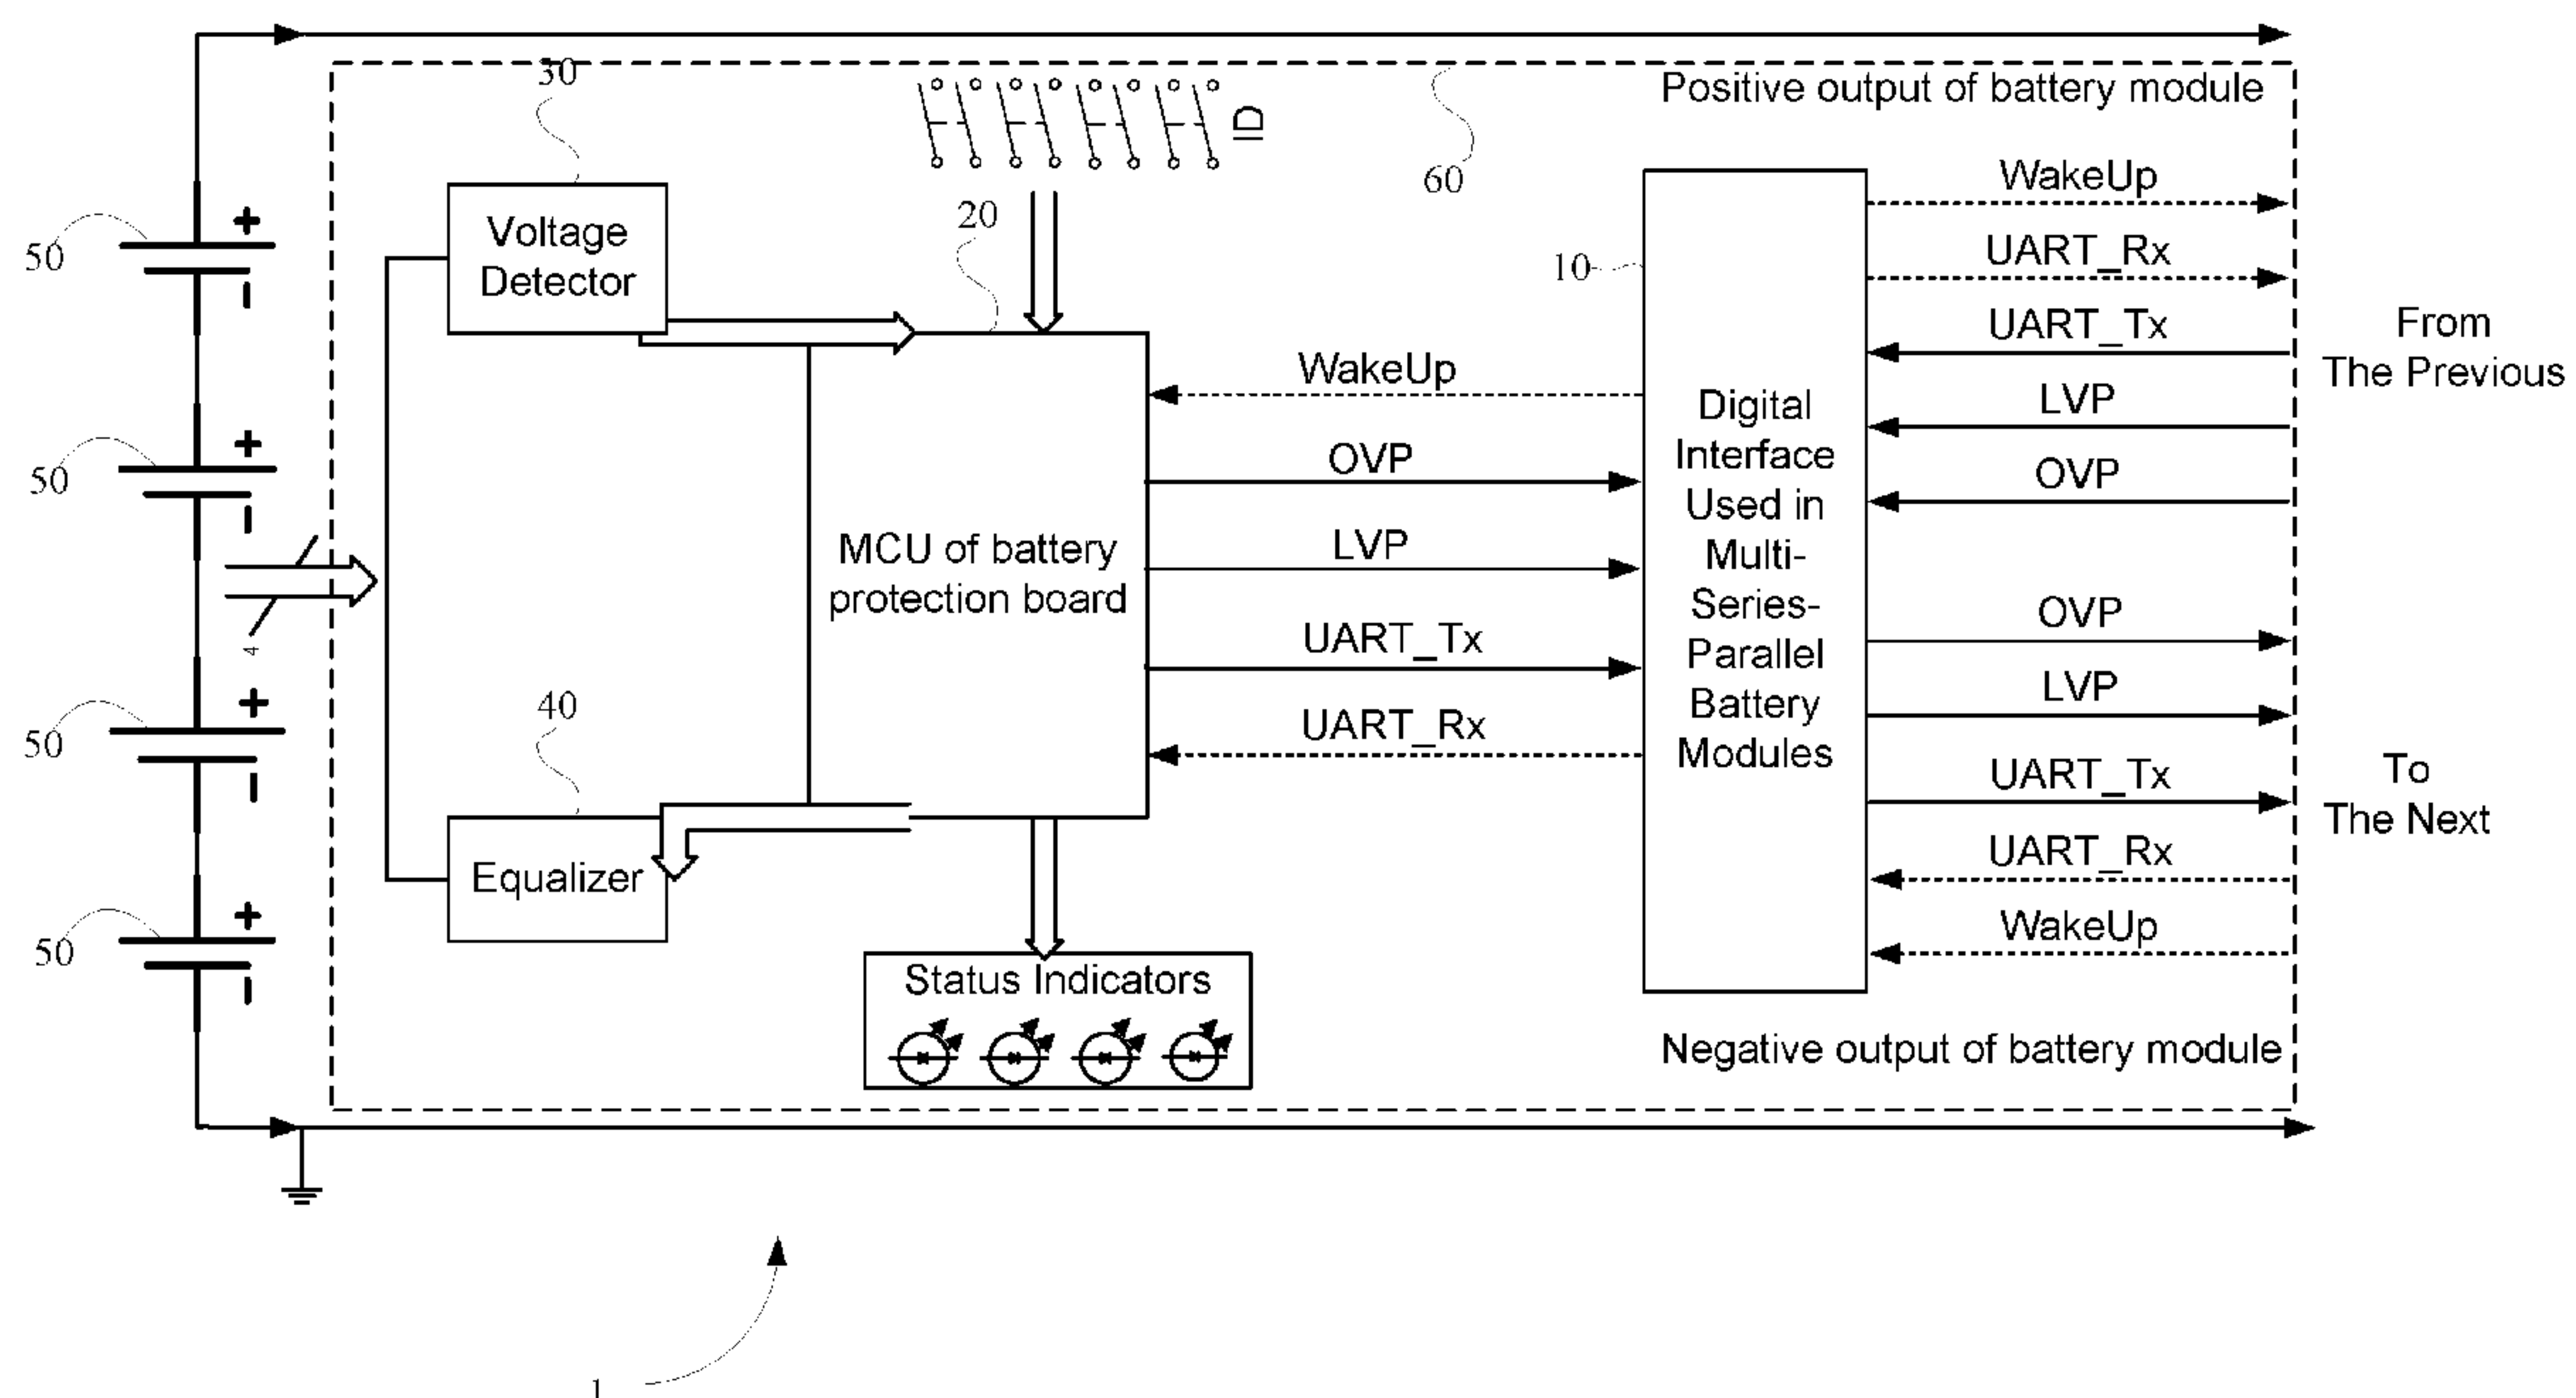 30
ID
Positive output of battery module
60
50
+
Voltage
Detector
20
10
WakeUp
UART_Rx
UART_Tx
LVP
OVP
From
The Previous
WakeUp
OVP
LVP
UART_Tx
UART_Rx
50
+
4
MCU of battery
protection board
Digital
Interface
Used in
Multi-
Series-
Parallel
Battery
Modules
OVP
LVP
UART_Tx
UART_Rx
WakeUp
To
The Next
50
+
40
Equalizer
50
+
Status Indicators
Negative output of battery module
1